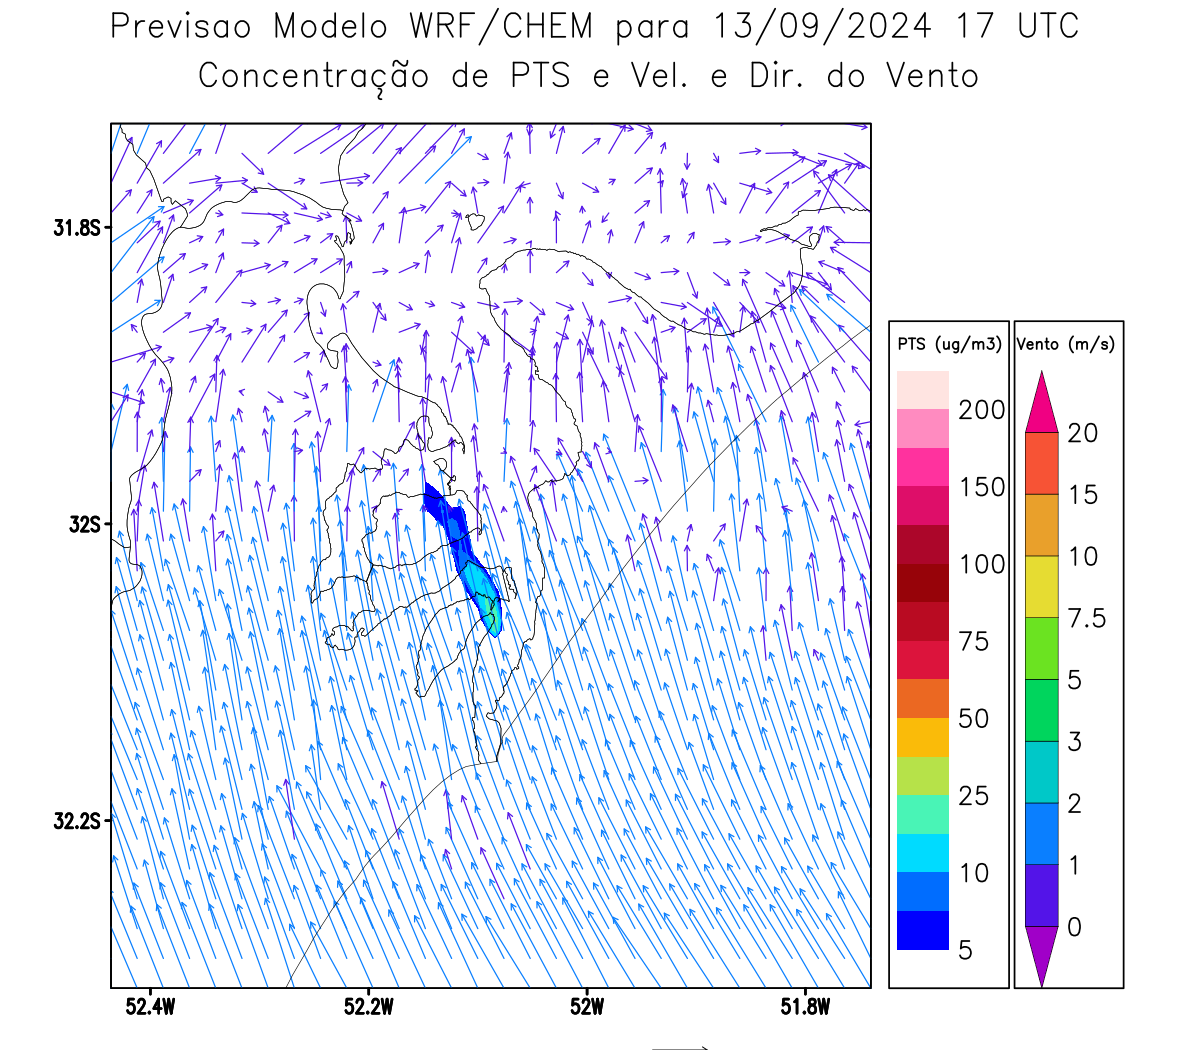 Previsao Modelo WRF/CHEM para 13/09/2024 17 UTC
Concentração de PTS e Vel. e Dir. do Vento
31.8S
32S
32.2S
52.4W
52.2W
52W
51.8W
PTS (ug/m3)
200
150
100
75
50
25
10
5
Vento (m/s)
20
15
10
7.5
5
3
2
1
0